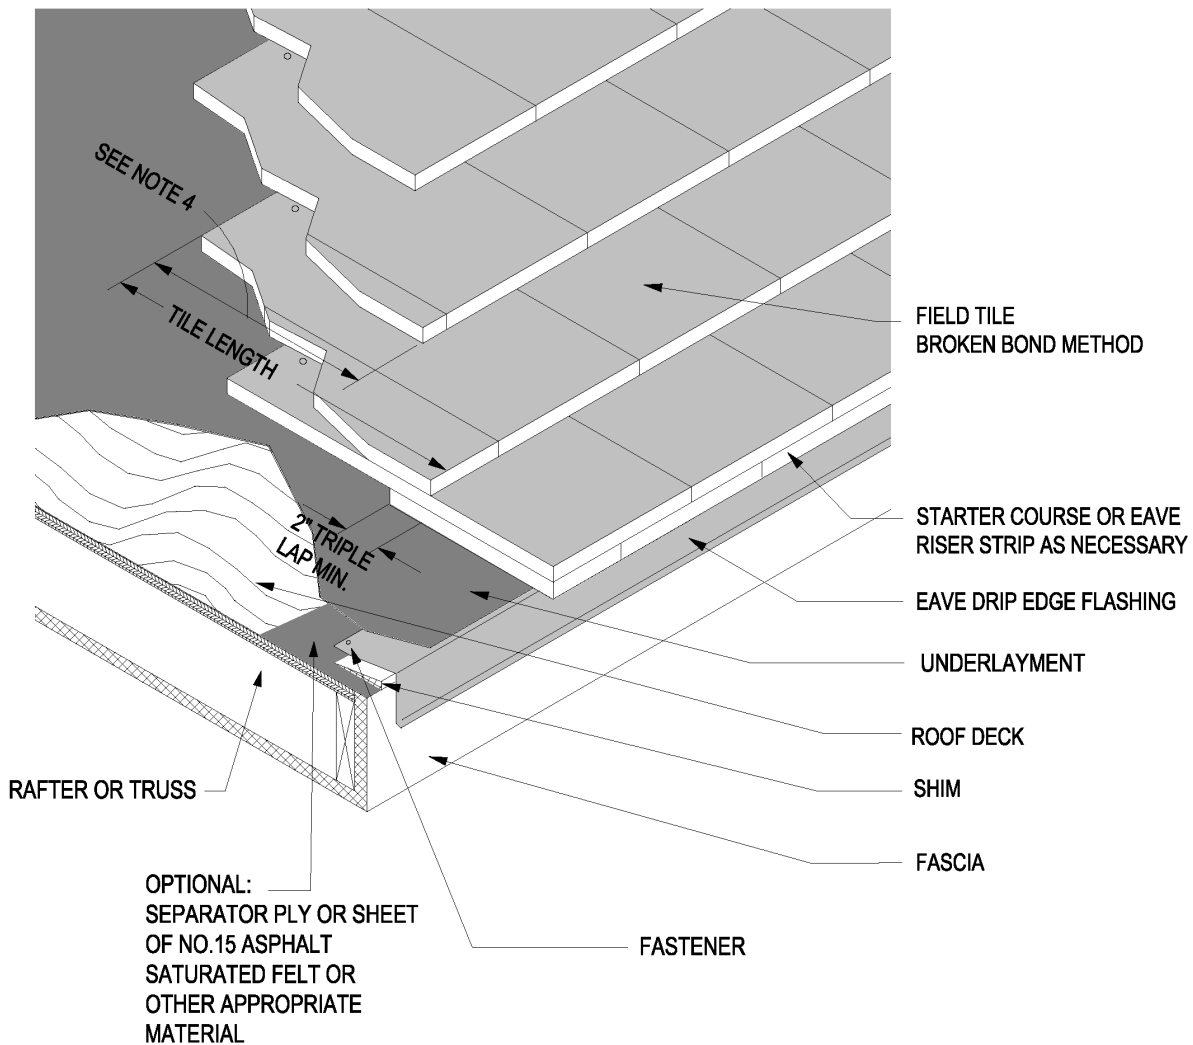 SEE NOTE 4
TILE LENGTH
FIELD TILE
BROKEN BOND METHOD
2" TRIPLE
LAP MIN.
STARTER COURSE OR EAVE
RISER STRIP AS NECESSARY
EAVE DRIP EDGE FLASHING
UNDERLAYMENT
ROOF DECK
SHIM
RAFTER OR TRUSS
FASCIA
OPTIONAL:
SEPARATOR PLY OR SHEET
OF NO.15 ASPHALT
SATURATED FELT OR
OTHER APPROPRIATE
MATERIAL
FASTENER